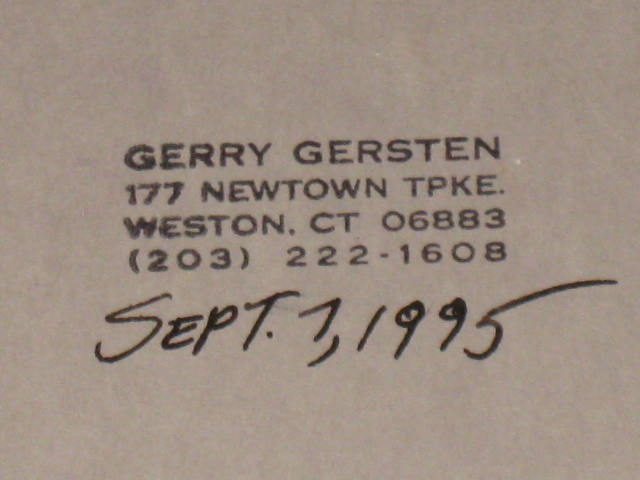 GERRY GERSTEN
177 NEWTOWN TPKE.
WESTON, CT 06883
(203) 222-1608
SEPT. 7, 1995